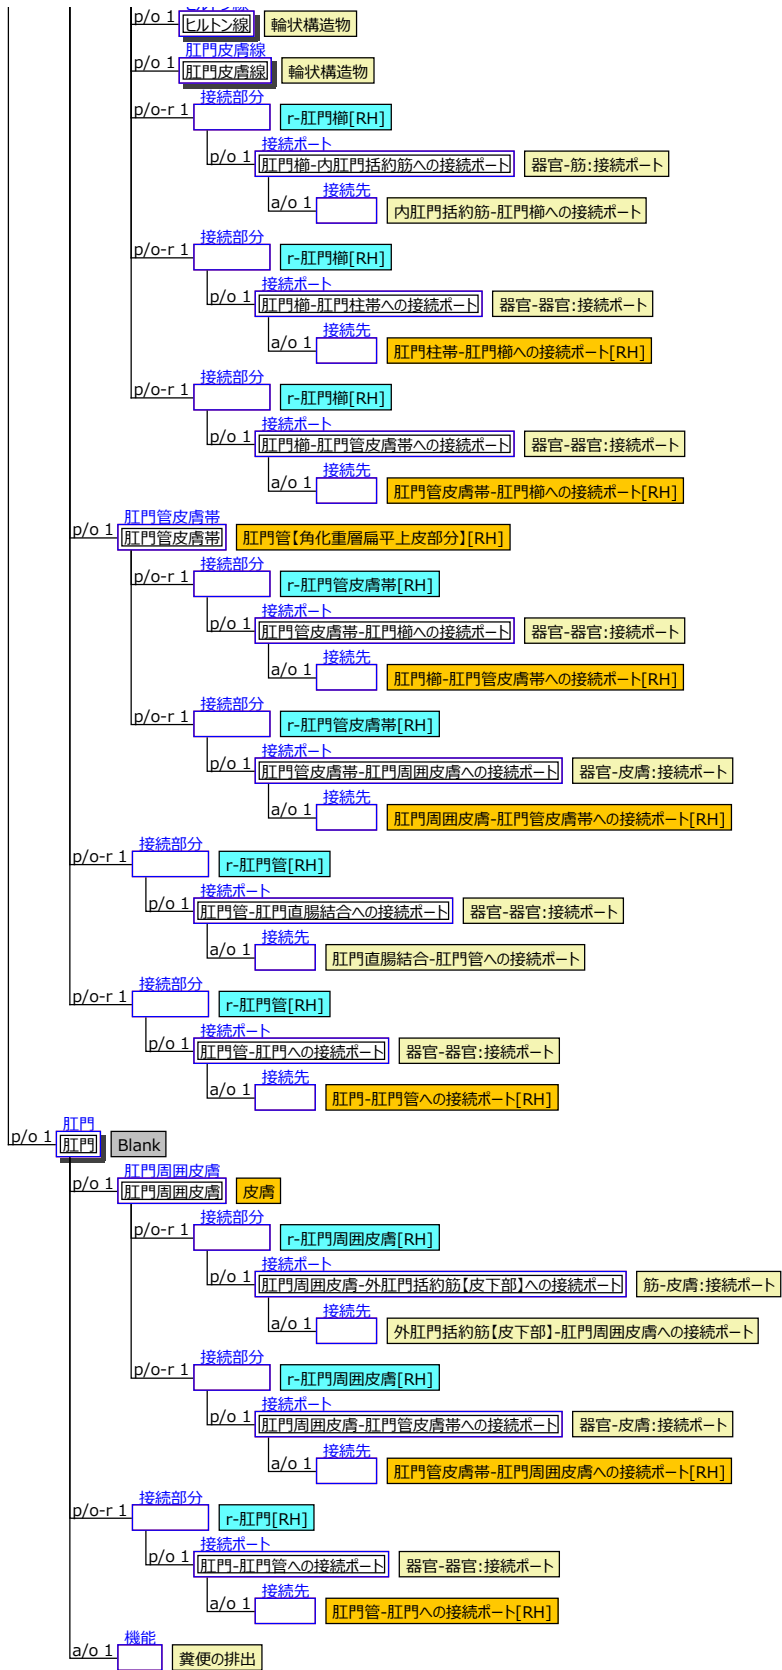 ヒルトン線
p/o 1 ヒルトン線 輪状構造物
肛門皮膚線
p/o 1 肛門皮膚線 輪状構造物
接続部分
p/o-r 1 r-肛門櫛[RH]
接続ポート
p/o 1 肛門櫛-内肛門括約筋への接続ポート 器官-筋:接続ポート
接続先
a/o 1 内肛門括約筋-肛門櫛への接続ポート
接続部分
p/o-r 1 r-肛門櫛[RH]
接続ポート
p/o 1 肛門櫛-肛門柱帯への接続ポート 器官-器官:接続ポート
接続先
a/o 1 肛門柱帯-肛門櫛への接続ポート[RH]
接続部分
p/o-r 1 r-肛門櫛[RH]
接続ポート
p/o 1 肛門櫛-肛門管皮膚帯への接続ポート 器官-器官:接続ポート
接続先
a/o 1 肛門管皮膚帯-肛門櫛への接続ポート[RH]
肛門管皮膚帯
p/o 1 肛門管皮膚帯 肛門管【角化重層扁平上皮部分】[RH]
接続部分
p/o-r 1 r-肛門管皮膚帯[RH]
接続ポート
p/o 1 肛門管皮膚帯-肛門櫛への接続ポート 器官-器官:接続ポート
接続先
a/o 1 肛門櫛-肛門管皮膚帯への接続ポート[RH]
接続部分
p/o-r 1 r-肛門管皮膚帯[RH]
接続ポート
p/o 1 肛門管皮膚帯-肛門周囲皮膚への接続ポート 器官-皮膚:接続ポート
接続先
a/o 1 肛門周囲皮膚-肛門管皮膚帯への接続ポート[RH]
接続部分
p/o-r 1 r-肛門管[RH]
接続ポート
p/o 1 肛門管-肛門直腸結合への接続ポート 器官-器官:接続ポート
接続先
a/o 1 肛門直腸結合-肛門管への接続ポート
接続部分
p/o-r 1 r-肛門管[RH]
接続ポート
p/o 1 肛門管-肛門への接続ポート 器官-器官:接続ポート
接続先
a/o 1 肛門-肛門管への接続ポート[RH]
肛門
p/o 1 肛門 Blank
肛門周囲皮膚
p/o 1 肛門周囲皮膚 皮膚
接続部分
p/o-r 1 r-肛門周囲皮膚[RH]
接続ポート
p/o 1 肛門周囲皮膚-外肛門括約筋【皮下部】への接続ポート 筋-皮膚:接続ポート
接続先
a/o 1 外肛門括約筋【皮下部】-肛門周囲皮膚への接続ポート
接続部分
p/o-r 1 r-肛門周囲皮膚[RH]
接続ポート
p/o 1 肛門周囲皮膚-肛門管皮膚帯への接続ポート 器官-皮膚:接続ポート
接続先
a/o 1 肛門管皮膚帯-肛門周囲皮膚への接続ポート[RH]
接続部分
p/o-r 1 r-肛門[RH]
接続ポート
p/o 1 肛門-肛門管への接続ポート 器官-器官:接続ポート
接続先
a/o 1 肛門管-肛門への接続ポート[RH]
機能
a/o 1 糞便の排出